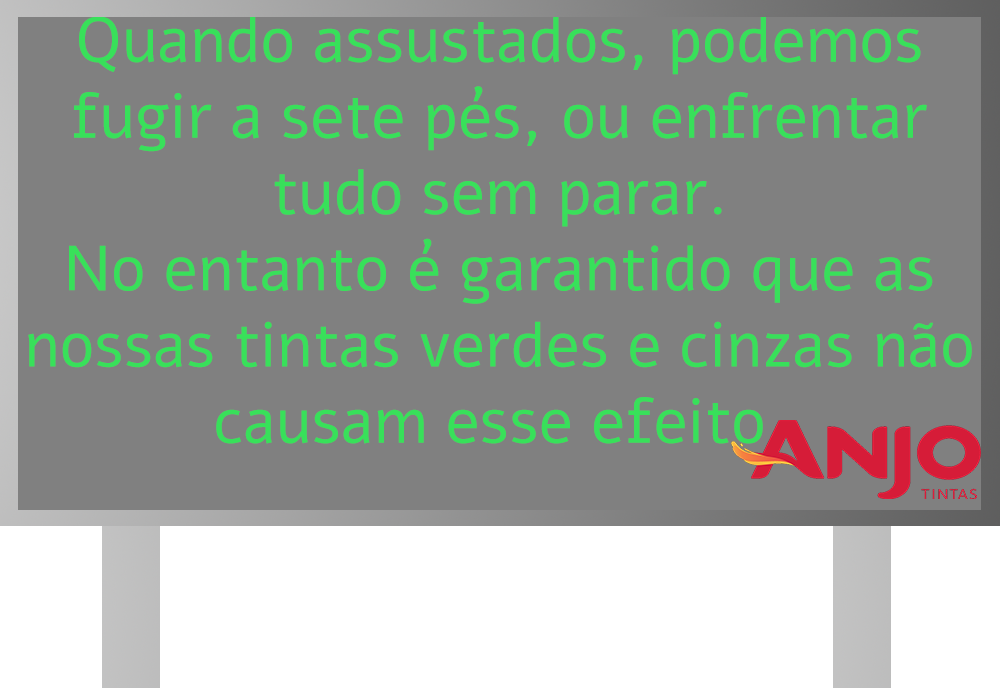 Quando assustados, podemos
fugir a sete pés, ou enfrentar
tudo sem parar.
No entanto é garantido que as
nossas tintas verdes e cinzas não
causam esse efeito
ANJO
TINTAS